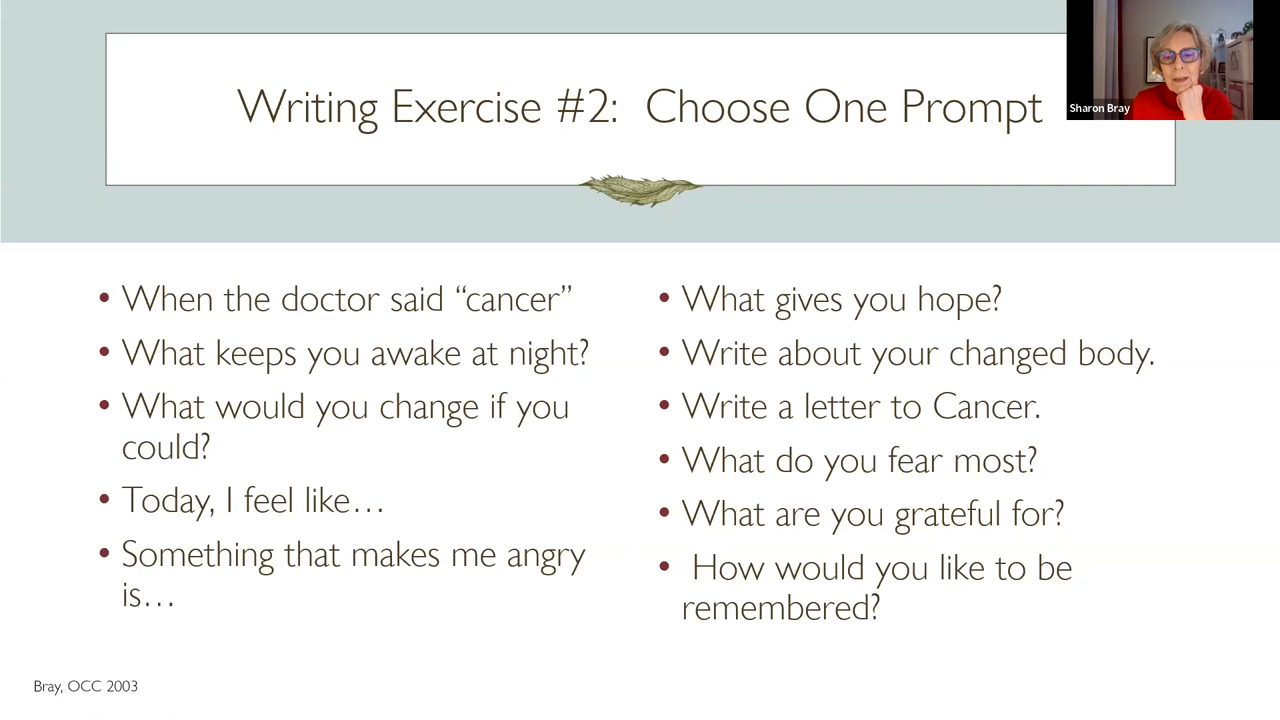 Writing Exercise #2: Choose One Prompt
Sharon Bray
• When the doctor said “cancer”
• What keeps you awake at night?
• What would you change if you
could?
• Today, I feel like…
• Something that makes me angry
is…
• What gives you hope?
• Write about your changed body.
• Write a letter to Cancer.
• What do you fear most?
• What are you grateful for?
• How would you like to be
remembered?
Bray, OCC 2003